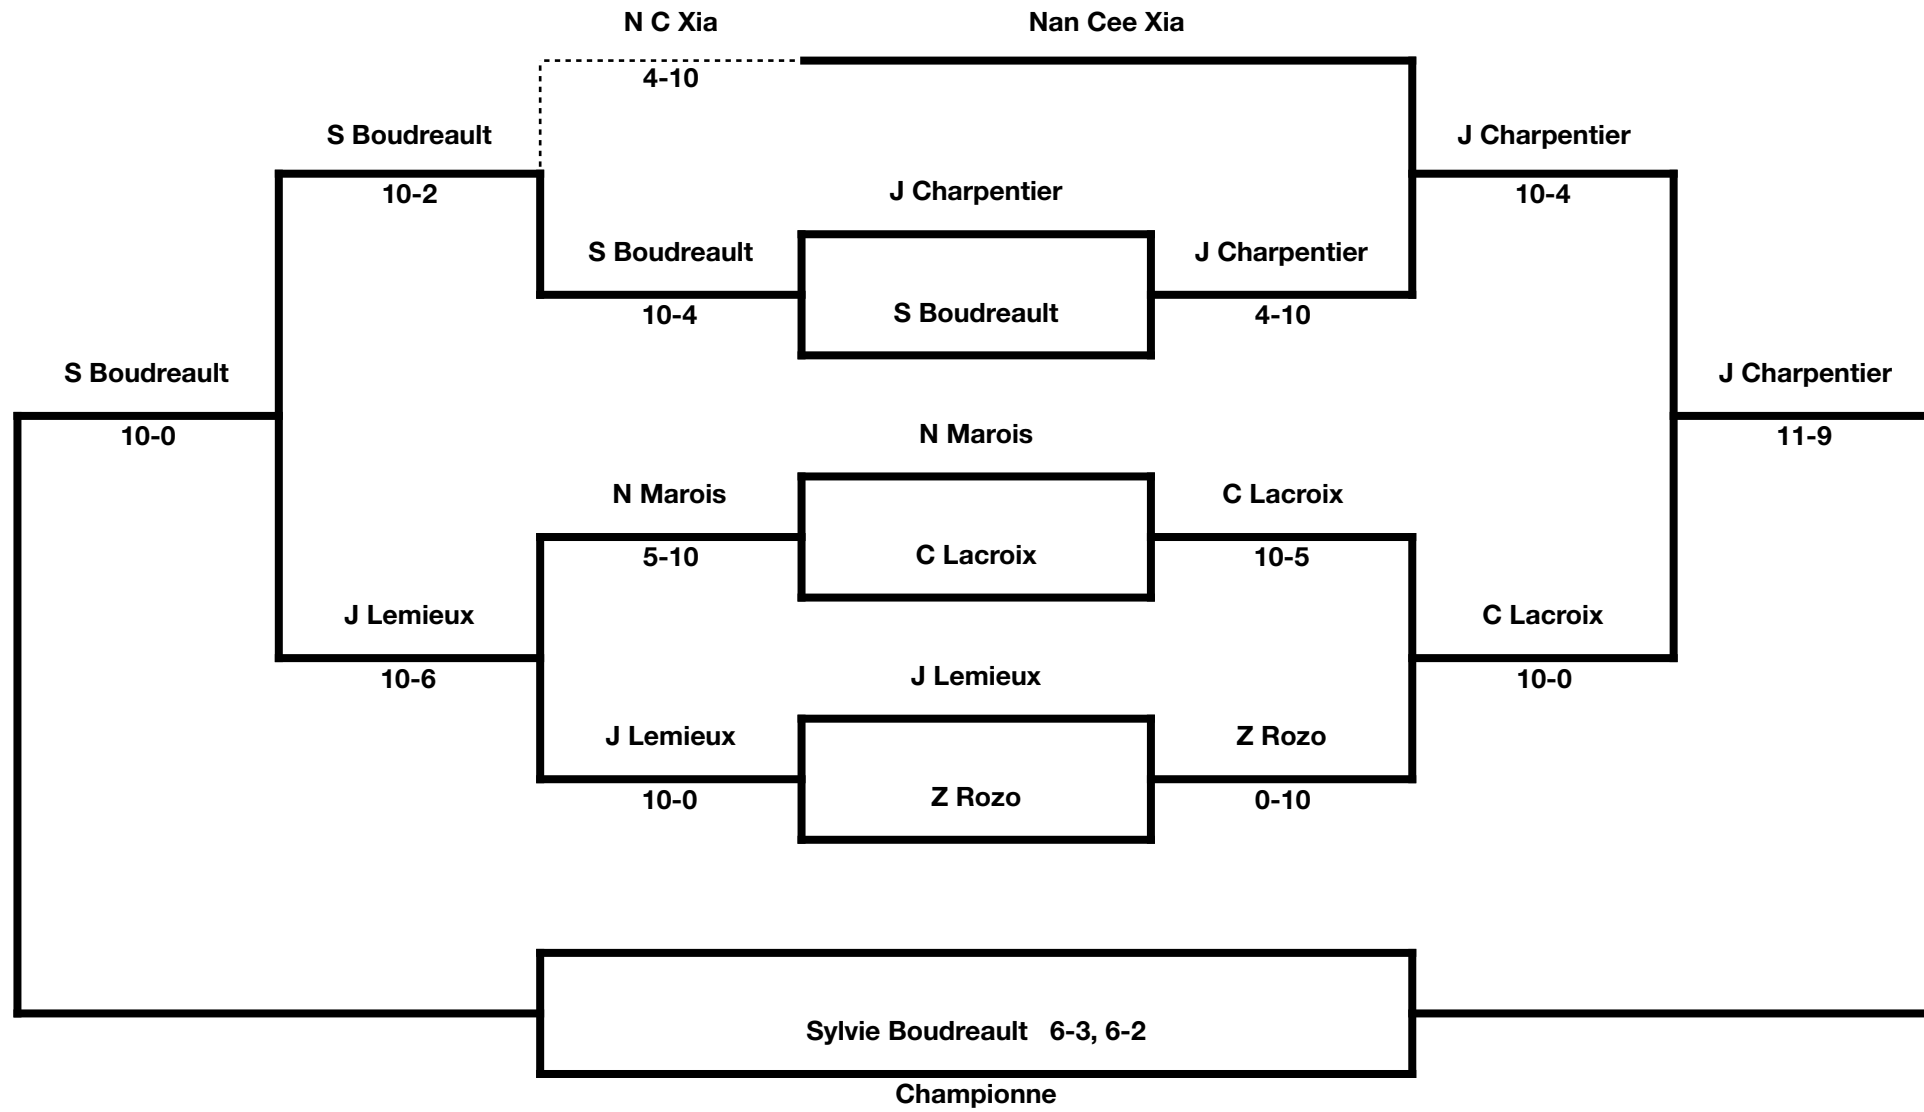 N C Xia
Nan Cee Xia
4-10
S Boudreault
J Charpentier
10-2
J Charpentier
10-4
S Boudreault
J Charpentier
10-4
S Boudreault
4-10
S Boudreault
J Charpentier
10-0
N Marois
11-9
N Marois
C Lacroix
5-10
C Lacroix
10-5
J Lemieux
C Lacroix
10-6
J Lemieux
10-0
J Lemieux
Z Rozo
10-0
Z Rozo
0-10
Sylvie Boudreault 6-3, 6-2
Championne